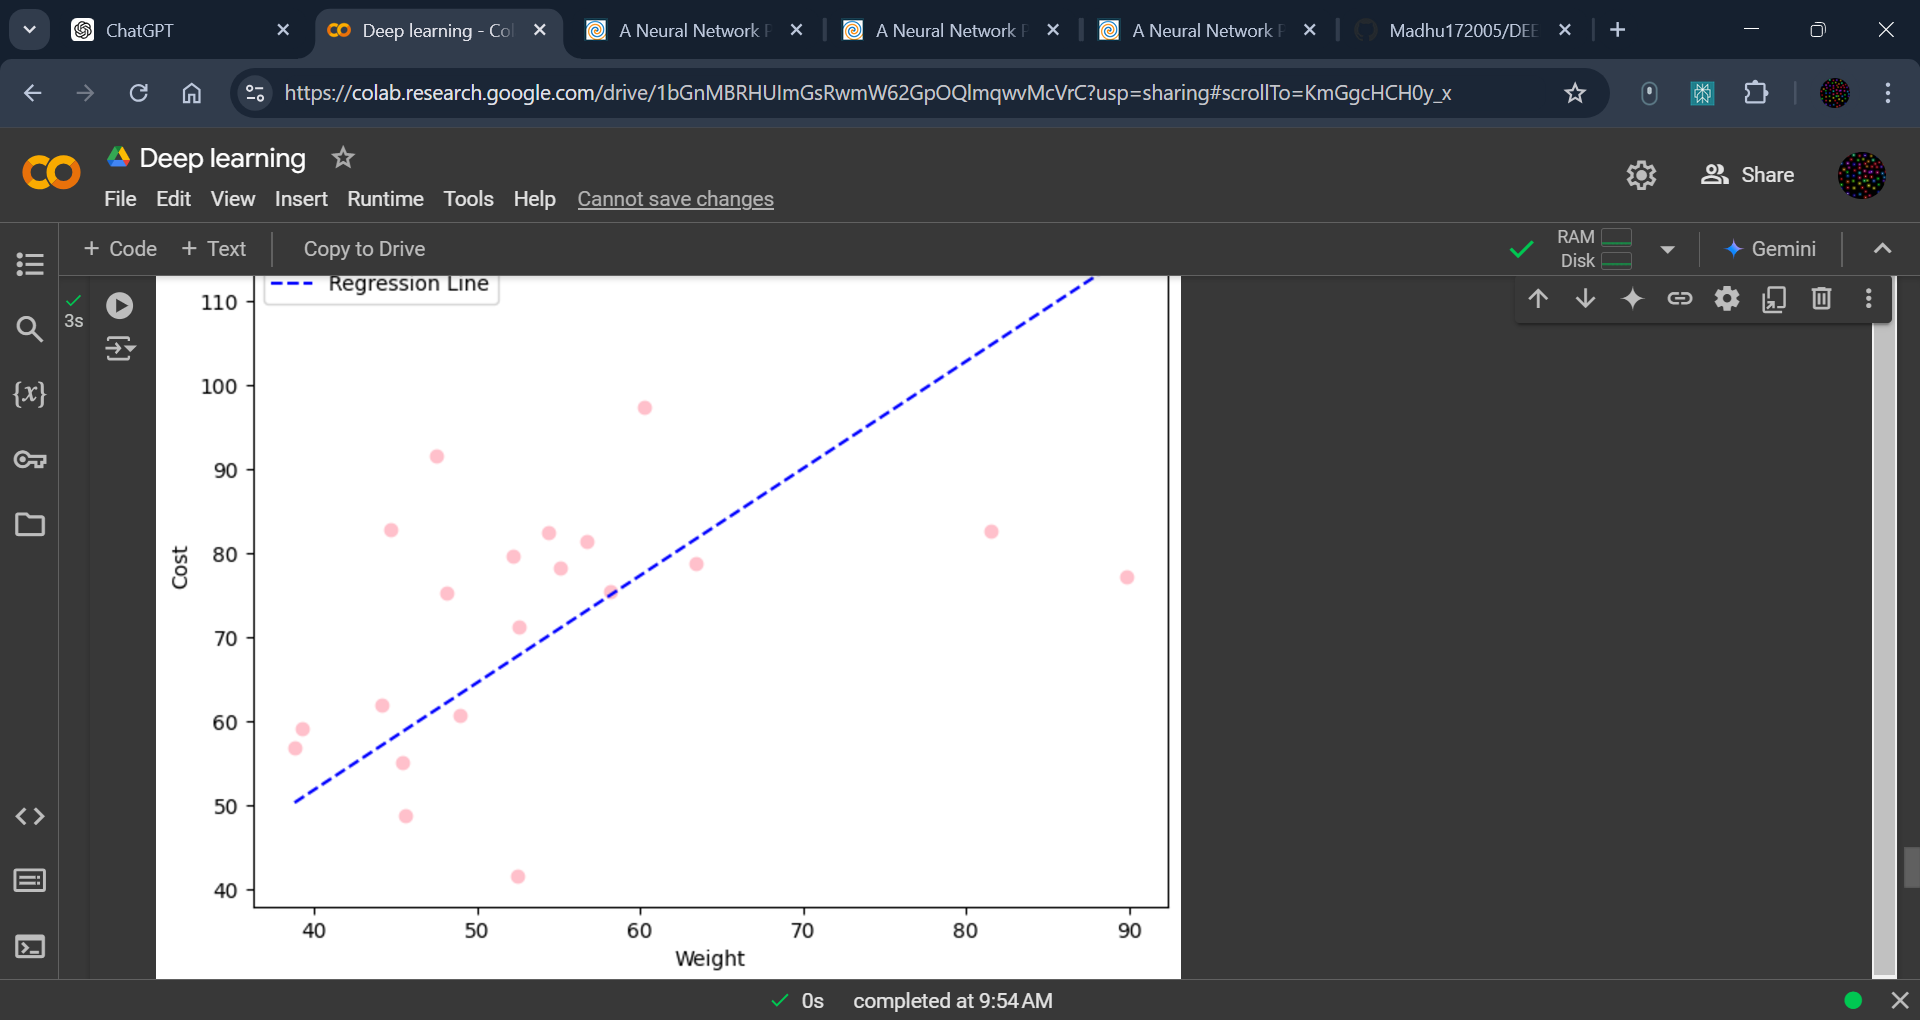 ChatGPT
Deep learning - Col
A Neural Network P
A Neural Network P
A Neural Network P
Madhu172005/DEE
https://colab.research.google.com/drive/1bGnMBRHUImGsRwmW62GpOQlmqwvMcVrC?usp=sharing#scrollTo=KmGgcHCH0y_x
Deep learning
Share
File Edit View Insert Runtime Tools Help Cannot save changes
+ Code + Text Copy to Drive
RAM
Disk
Gemini
3s
Regression Line
110
100
90
80
70
60
50
40
Cost
40 50 60 70 80 90
Weight
0s completed at 9:54 AM